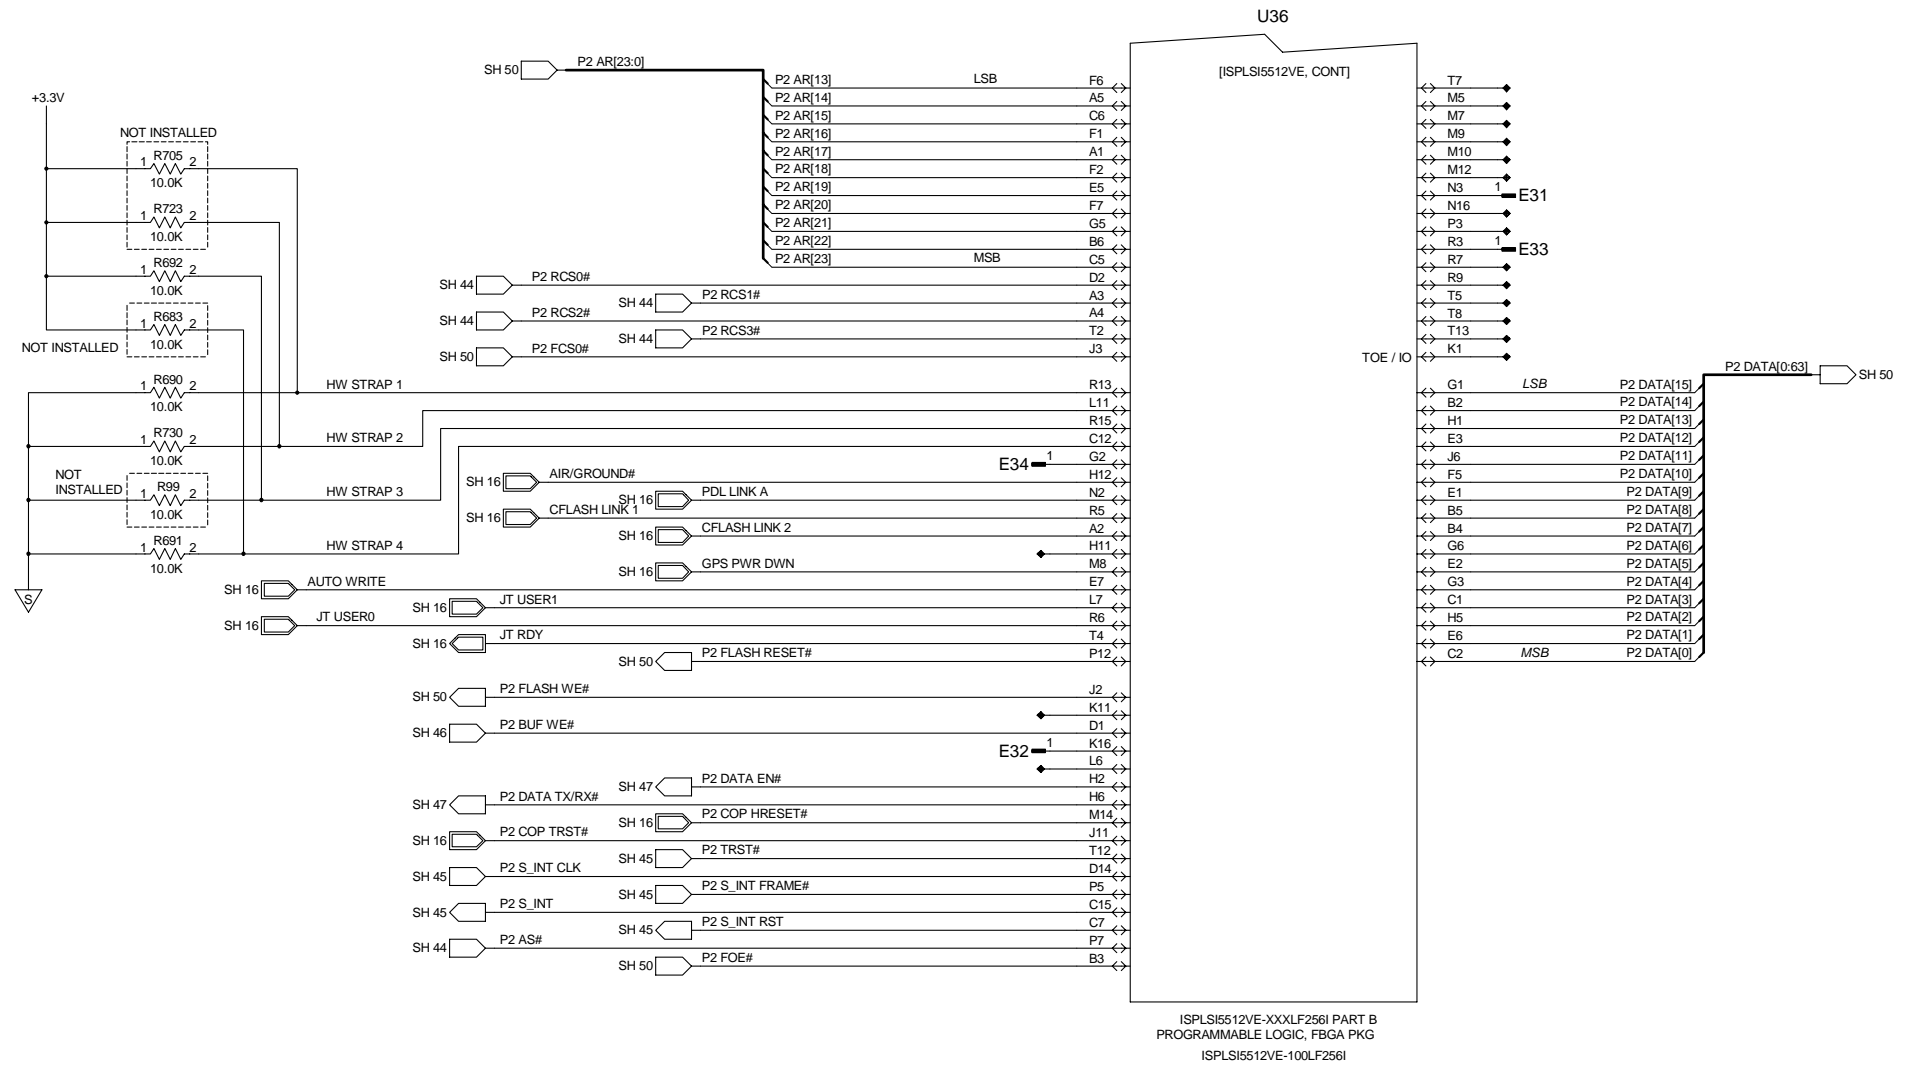 U36
[ISPLSI5512VE, CONT]
SH 50 P2 AR[23:0]
P2 AR[13] LSB F6
P2 AR[14] A5
P2 AR[15] C6
P2 AR[16] F1
P2 AR[17] A1
P2 AR[18] F2
P2 AR[19] E5
P2 AR[20] F7
P2 AR[21] G5
P2 AR[22] B6
P2 AR[23] MSB C5
SH 44 P2 RCS0# D2
SH 44 P2 RCS1# A3
SH 44 P2 RCS2# A4
SH 44 P2 RCS3# T2
SH 50 P2 FCS0# J3
+3.3V
NOT INSTALLED
1 R705 2
10.0K
1 R723 2
10.0K
1 R692 2
10.0K
1 R683 2
10.0K
NOT INSTALLED
1 R690 2
10.0K
HW STRAP 1 R13
L11
1 R730 2
10.0K
HW STRAP 2
R15
C12
NOT
INSTALLED
1 R99 2
10.0K
HW STRAP 3
1 R691 2
10.0K
HW STRAP 4
S
E34 1 G2
SH 16 AIR/GROUND# H12
SH 16 PDL LINK A N2
SH 16 CFLASH LINK 1 R5
SH 16 CFLASH LINK 2 A2
H11
SH 16 GPS PWR DWN M8
SH 16 AUTO WRITE E7
SH 16 JT USER1 L7
SH 16 JT USER0 R6
SH 16 JT RDY T4
SH 50 P2 FLASH RESET# P12
SH 50 P2 FLASH WE# J2
K11
SH 46 P2 BUF WE# D1
E32 1 K16
L6
SH 47 P2 DATA EN# H2
SH 47 P2 DATA TX/RX# H6
SH 16 P2 COP HRESET# M14
SH 16 P2 COP TRST# J11
SH 45 P2 TRST# T12
SH 45 P2 S_INT CLK D14
SH 45 P2 S_INT FRAME# P5
SH 45 P2 S_INT C15
SH 45 P2 S_INT RST C7
SH 44 P2 AS# P7
SH 50 P2 FOE# B3
T7
M5
M7
M9
M10
M12
N3 1 E31
N16
P3
R3 1 E33
R7
R9
T5
T8
T13
TOE / IO K1
P2 DATA[0:63] SH 50
G1 LSB P2 DATA[15]
B2 P2 DATA[14]
H1 P2 DATA[13]
E3 P2 DATA[12]
J6 P2 DATA[11]
F5 P2 DATA[10]
E1 P2 DATA[9]
B5 P2 DATA[8]
B4 P2 DATA[7]
G6 P2 DATA[6]
E2 P2 DATA[5]
G3 P2 DATA[4]
C1 P2 DATA[3]
H5 P2 DATA[2]
E6 P2 DATA[1]
C2 MSB P2 DATA[0]
ISPLSI5512VE-XXXLF256I PART B
PROGRAMMABLE LOGIC, FBGA PKG
ISPLSI5512VE-100LF256I